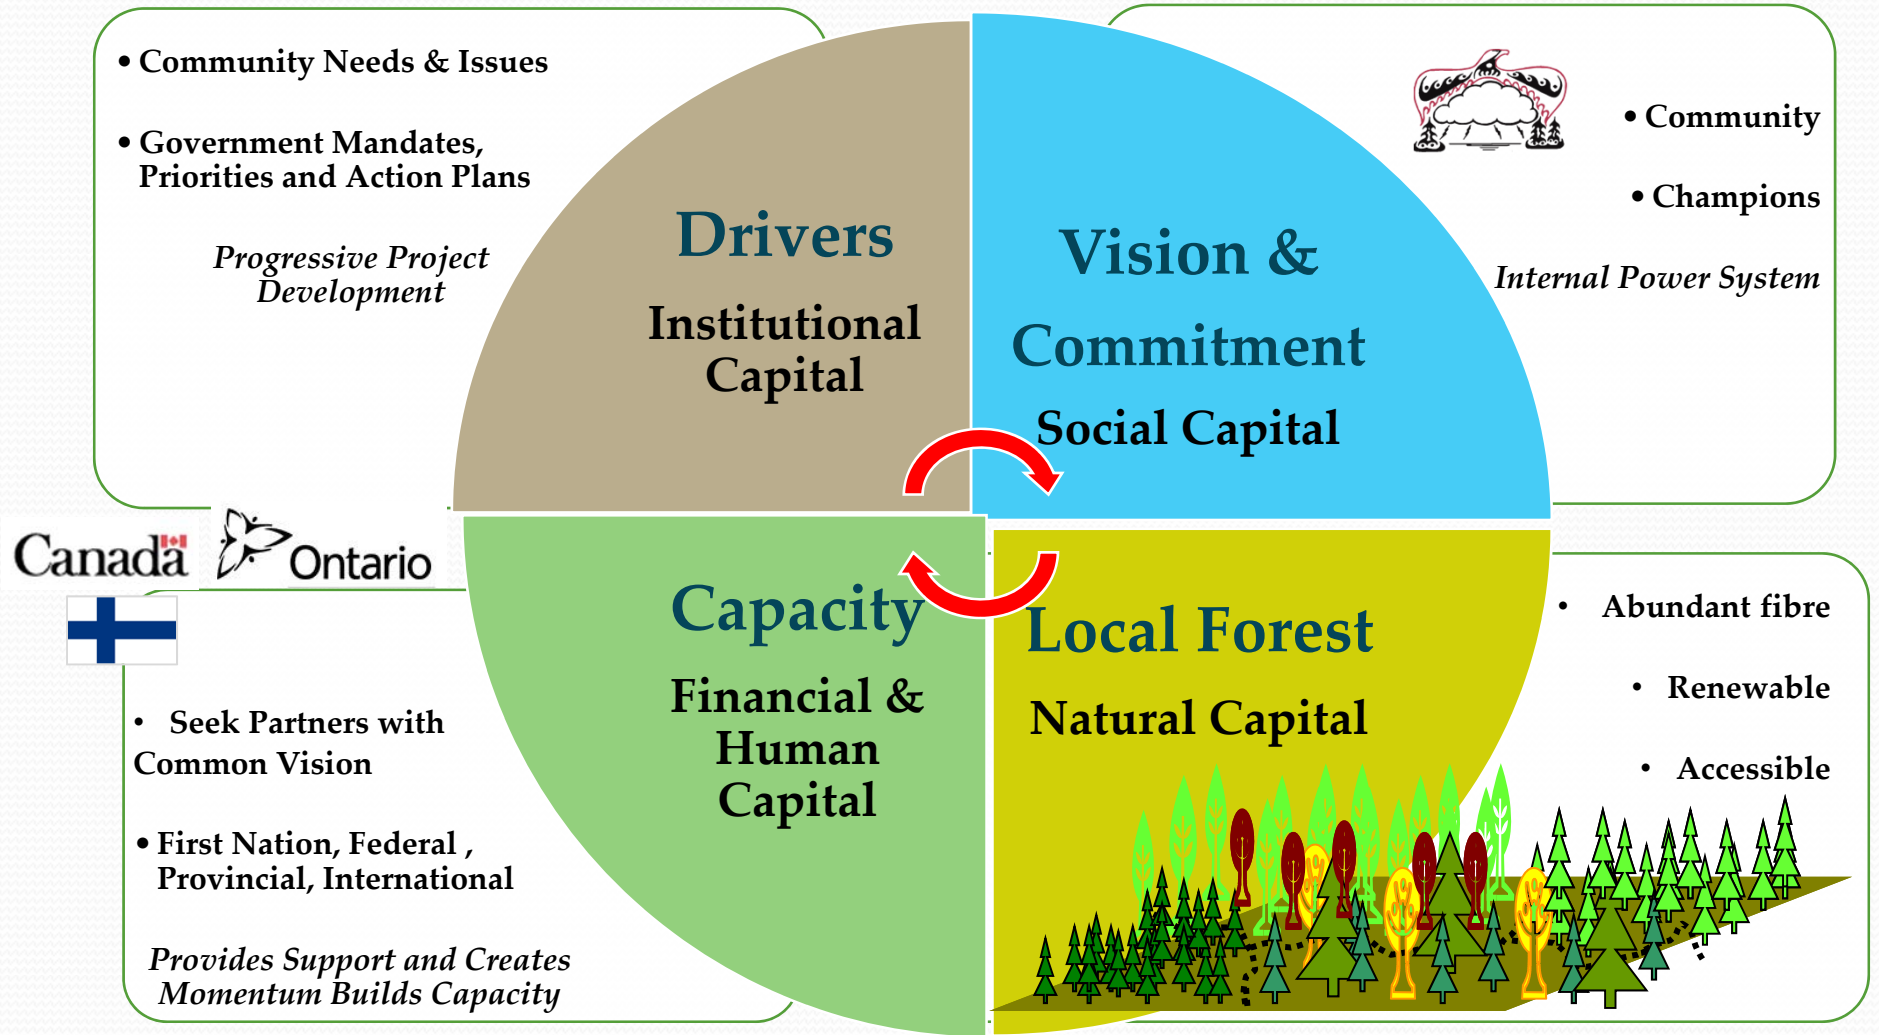 • Community Needs & Issues
• Government Mandates,
Priorities and Action Plans
Progressive Project
Development
Drivers
Institutional
Capital
Vision &
Commitment
Social Capital
• Community
• Champions
Internal Power System
Canada
Ontario
Capacity
Financial &
Human
Capital
• Seek Partners with
Common Vision
• First Nation, Federal ,
Provincial, International
Provides Support and Creates
Momentum Builds Capacity
Local Forest
Natural Capital
• Abundant fibre
• Renewable
• Accessible